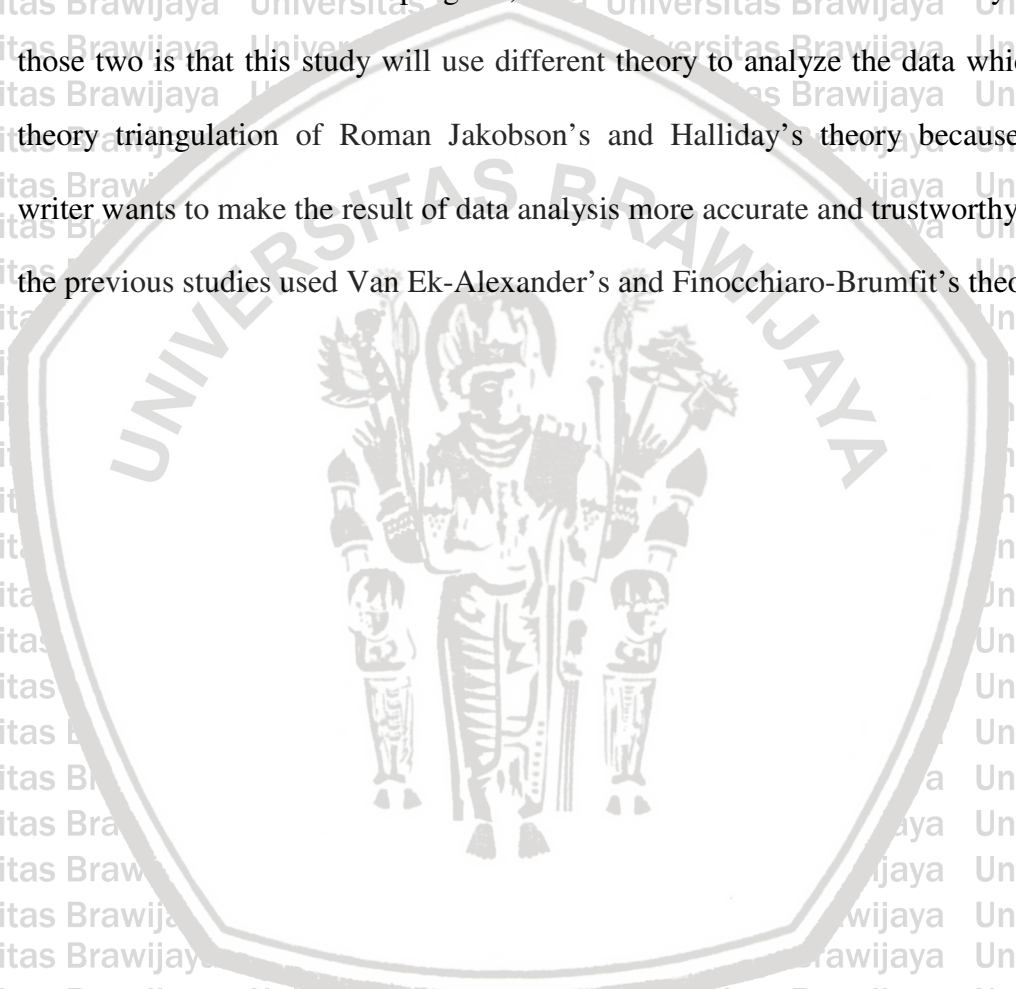 those two is that this study will use different theory to analyze the data
theory triangulation of Roman Jakobson's and Halliday's theory because
writer wants to make the result of data analysis more accurate and trustworthy
the previous studies used Van Ek-Alexander's and Finocchiaro-Brumfit's
UNIVERSITAS BRAWIJAYA